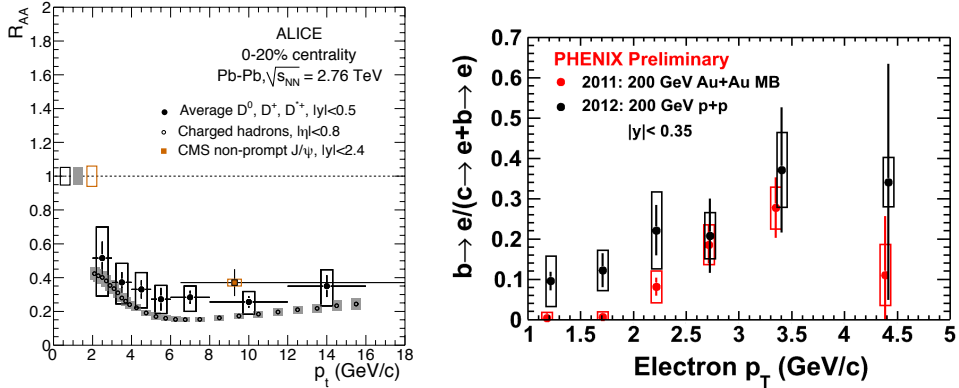 R_AA
2
1.8
1.6
1.4
1.2
1
0.8
0.6
0.4
0.2
0
0 2 4 6 8 10 12 14 16 18
p_t (GeV/c)
ALICE
0-20% centrality
Pb-Pb, √s_NN = 2.76 TeV
Average D⁰, D⁺, D*⁺, |y|<0.5
Charged hadrons, |η|<0.8
CMS non-prompt J/ψ, |y|<2.4
b→ e/(c→ e+b→ e)
0.7
0.6
0.5
0.4
0.3
0.2
0.1
0
1 1.5 2 2.5 3 3.5 4 4.5 5
Electron p_T (GeV/c)
PHENIX Preliminary
2011: 200 GeV Au+Au MB
2012: 200 GeV p+p
|y|< 0.35